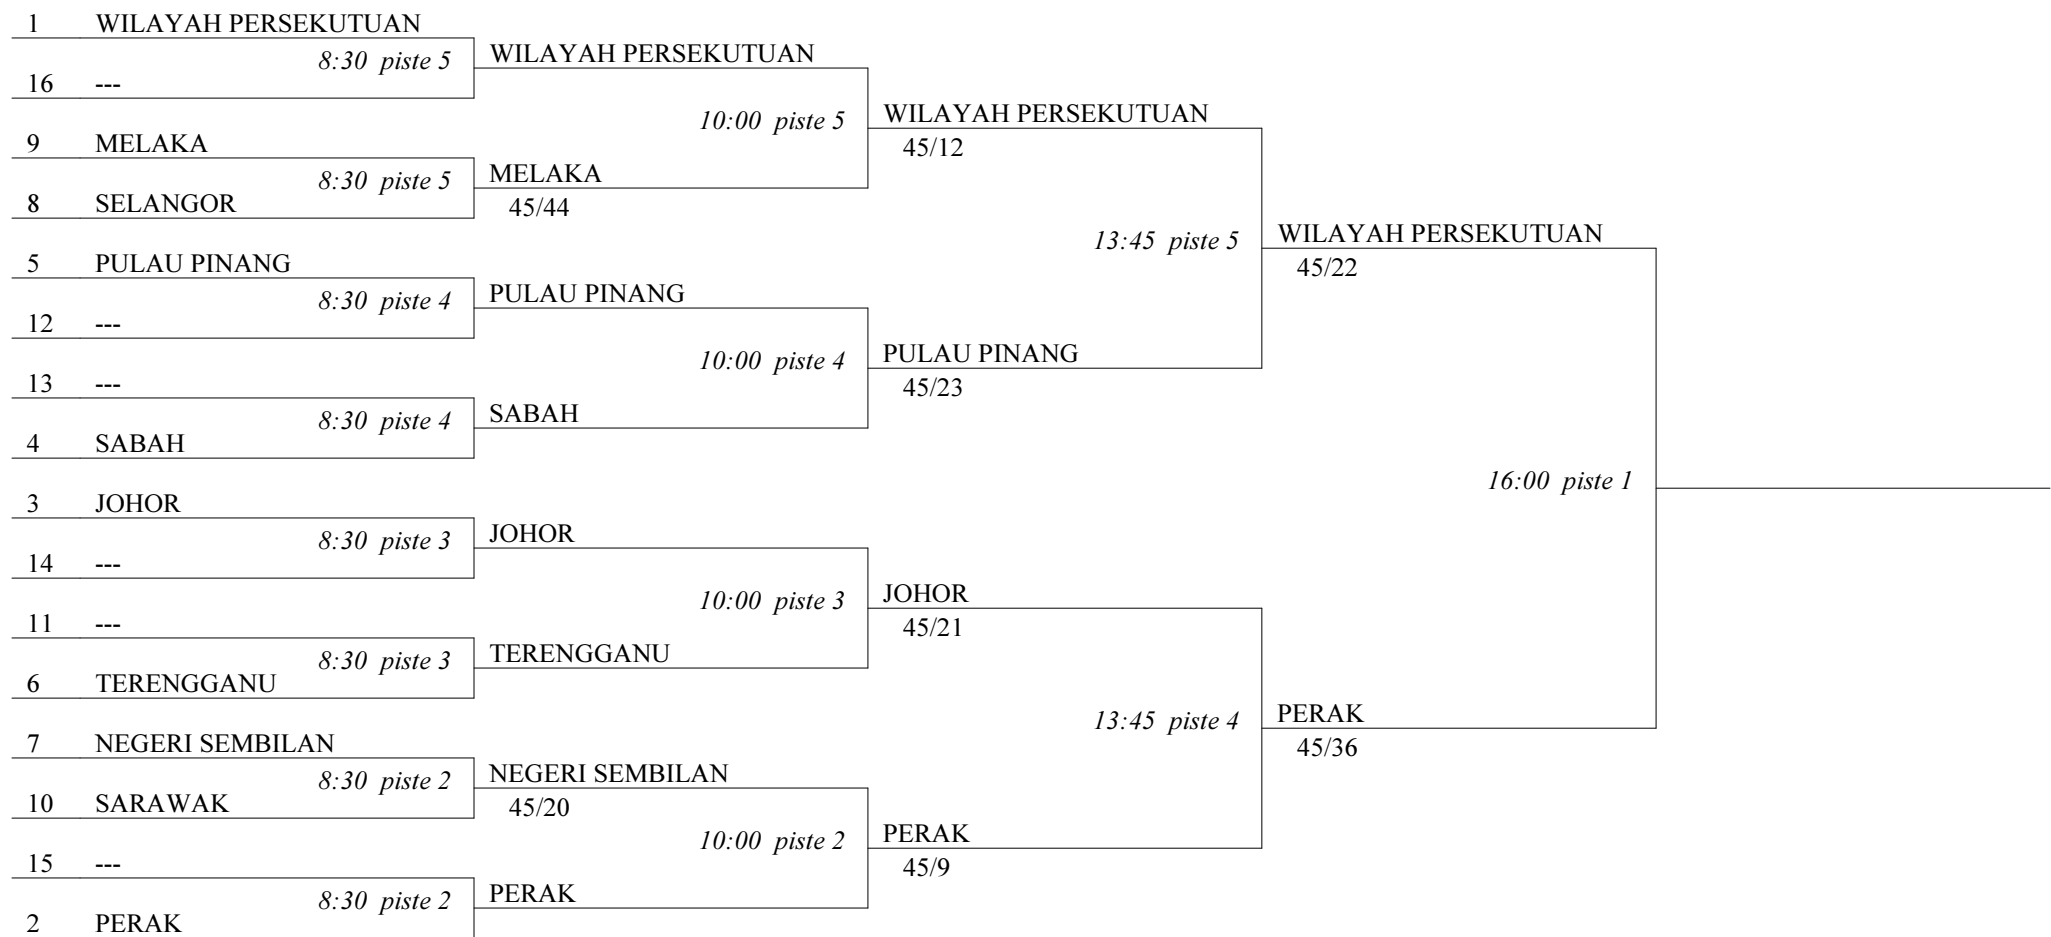 1 WILAYAH PERSEKUTUAN
8:30 piste 5
WILAYAH PERSEKUTUAN
16 ---
10:00 piste 5
WILAYAH PERSEKUTUAN
45/12
9 MELAKA
8:30 piste 5
MELAKA
45/44
8 SELANGOR
13:45 piste 5
WILAYAH PERSEKUTUAN
45/22
5 PULAU PINANG
8:30 piste 4
PULAU PINANG
12 ---
10:00 piste 4
PULAU PINANG
45/23
13 ---
8:30 piste 4
SABAH
4 SABAH
16:00 piste 1
3 JOHOR
8:30 piste 3
JOHOR
14 ---
10:00 piste 3
JOHOR
45/21
11 ---
8:30 piste 3
TERENGGANU
6 TERENGGANU
13:45 piste 4
PERAK
45/36
7 NEGERI SEMBILAN
8:30 piste 2
NEGERI SEMBILAN
45/20
10 SARAWAK
10:00 piste 2
PERAK
45/9
15 ---
8:30 piste 2
PERAK
2 PERAK